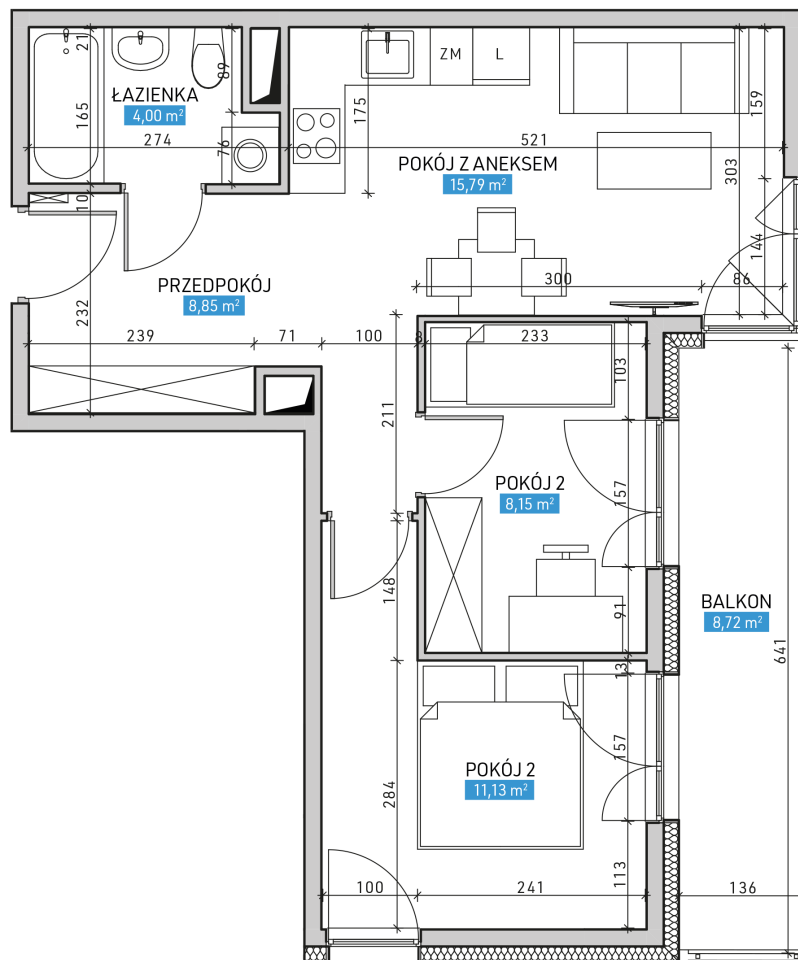 21
89
ZM
L
ŁAZIENKA
4,00 m²
165
76
274
175
521
159
303
POKÓJ Z ANEKSEM
15,79 m²
10
144
PRZEDPOKÓJ
8,85 m²
232
300
86
239
71
100
8
233
103
211
POKÓJ 2
8,15 m²
157
148
91
BALKON
8,72 m²
641
13
157
POKÓJ 2
11,13 m²
284
113
100
241
136